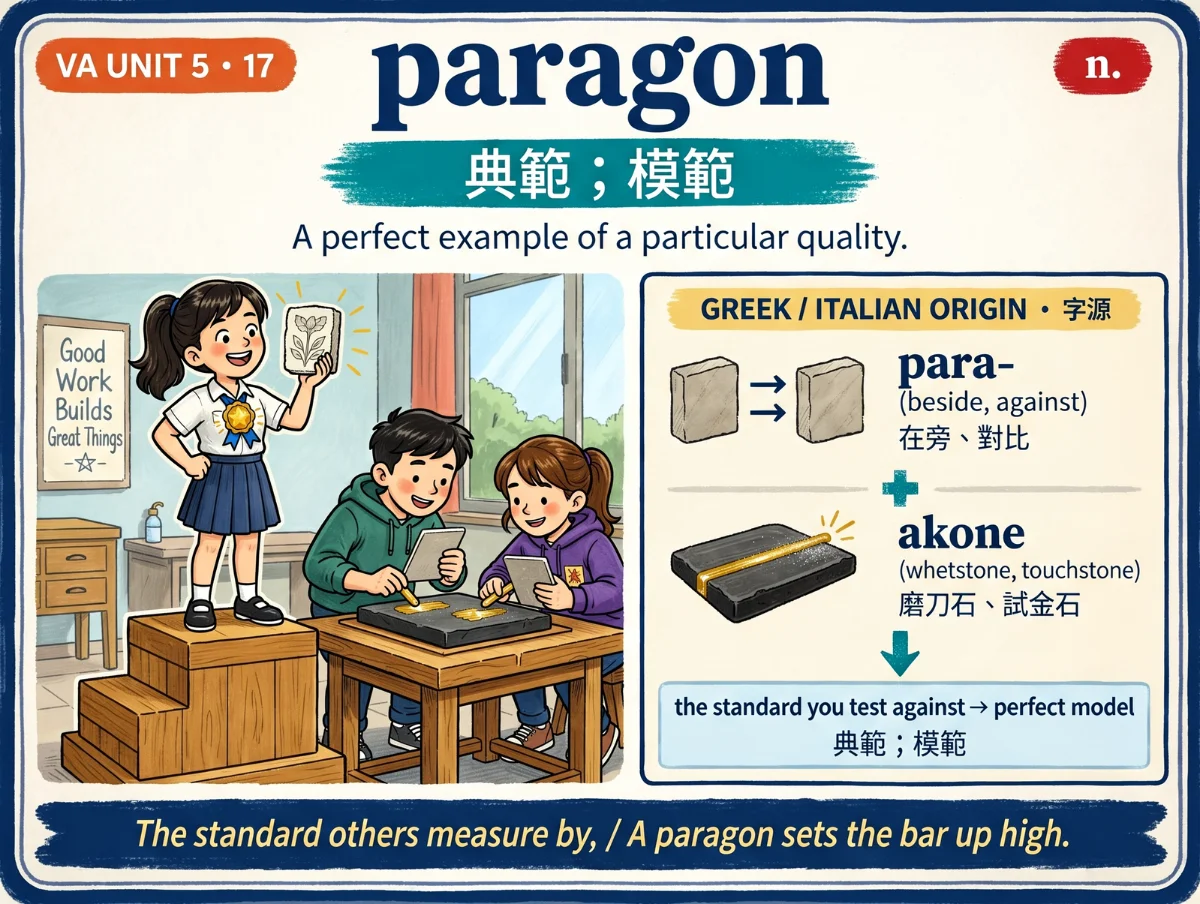 VA UNIT 5 • 17
paragon
n.
典範；模範
A perfect example of a particular quality.
Good
Work
Builds
Great Things
GREEK / ITALIAN ORIGIN • 字源
para-
(beside, against)
在旁、對比
akone
(whetstone, touchstone)
磨刀石、試金石
the standard you test against → perfect model
典範；模範
The standard others measure by, / A paragon sets the bar up high.